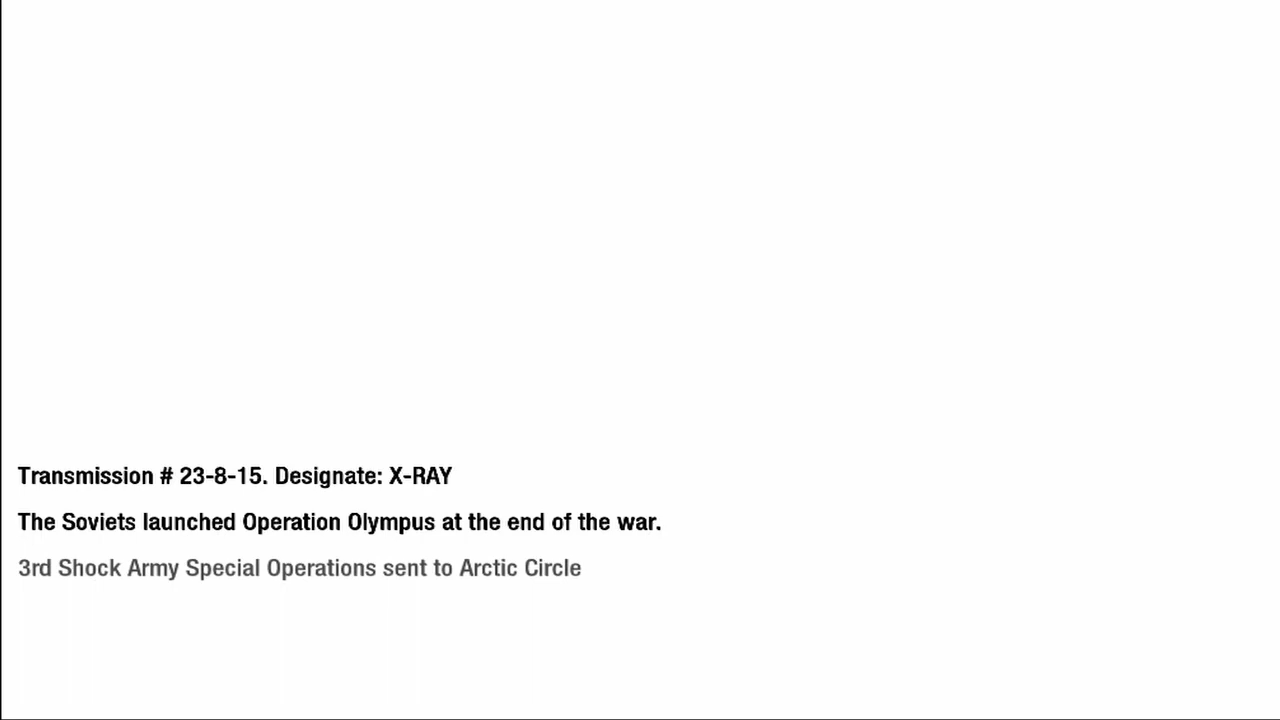 Transmission # 23-8-15. Designate: X-RAY
The Soviets launched Operation Olympus at the end of the war.
3rd Shock Army Special Operations sent to Arctic Circle